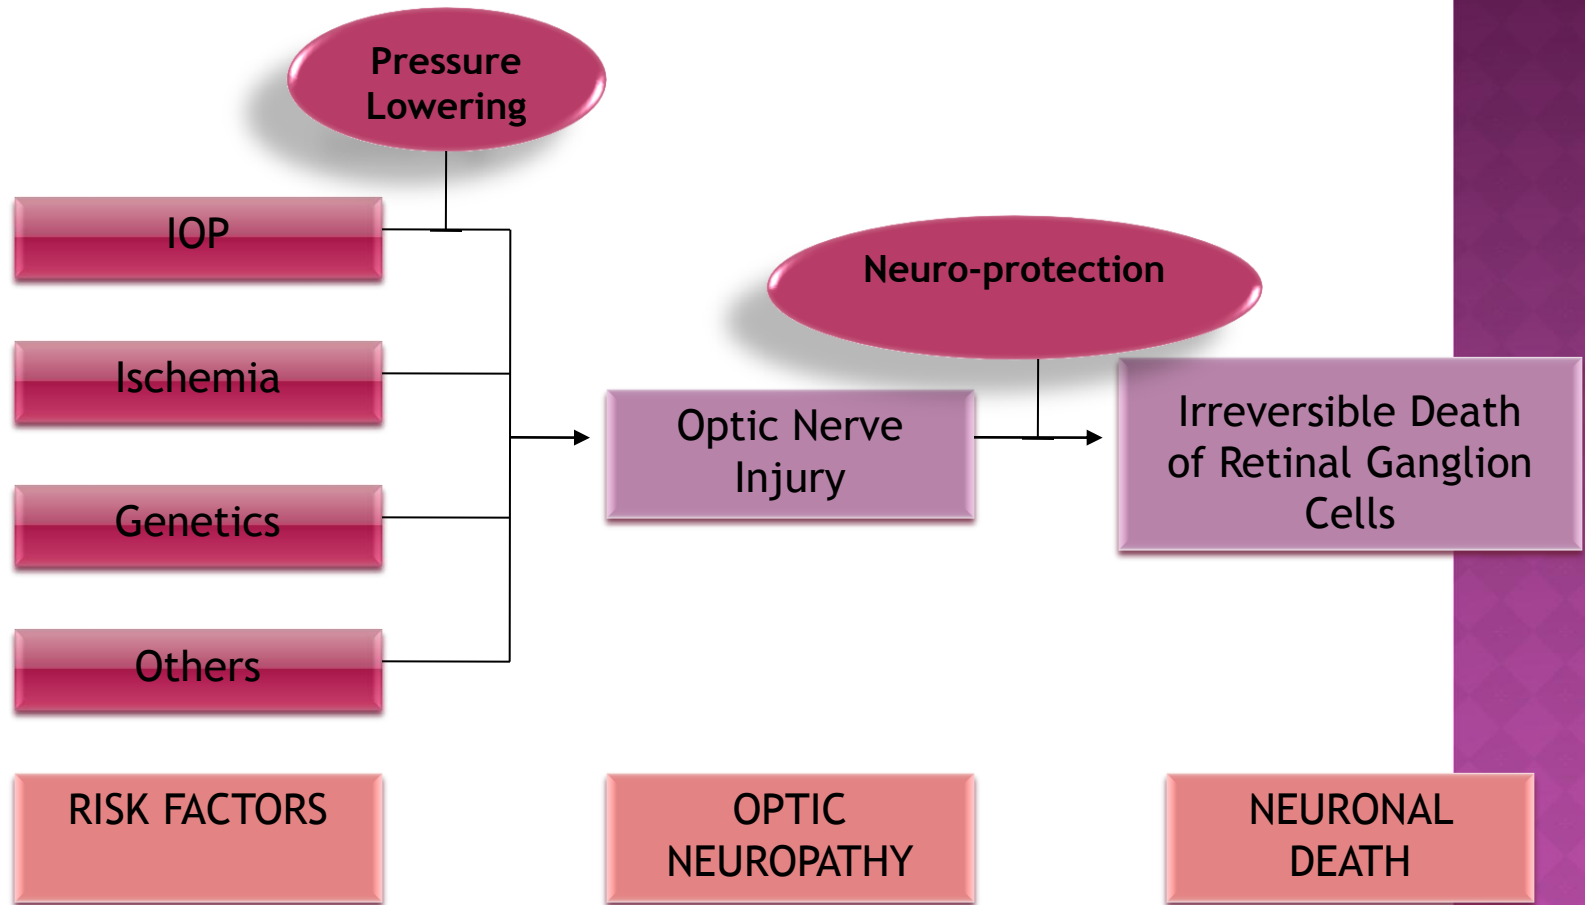 Pressure
Lowering
IOP
Neuro-protection
Ischemia
Optic Nerve
Injury
Irreversible Death
of Retinal Ganglion
Cells
Genetics
Others
RISK FACTORS
OPTIC
NEUROPATHY
NEURONAL
DEATH